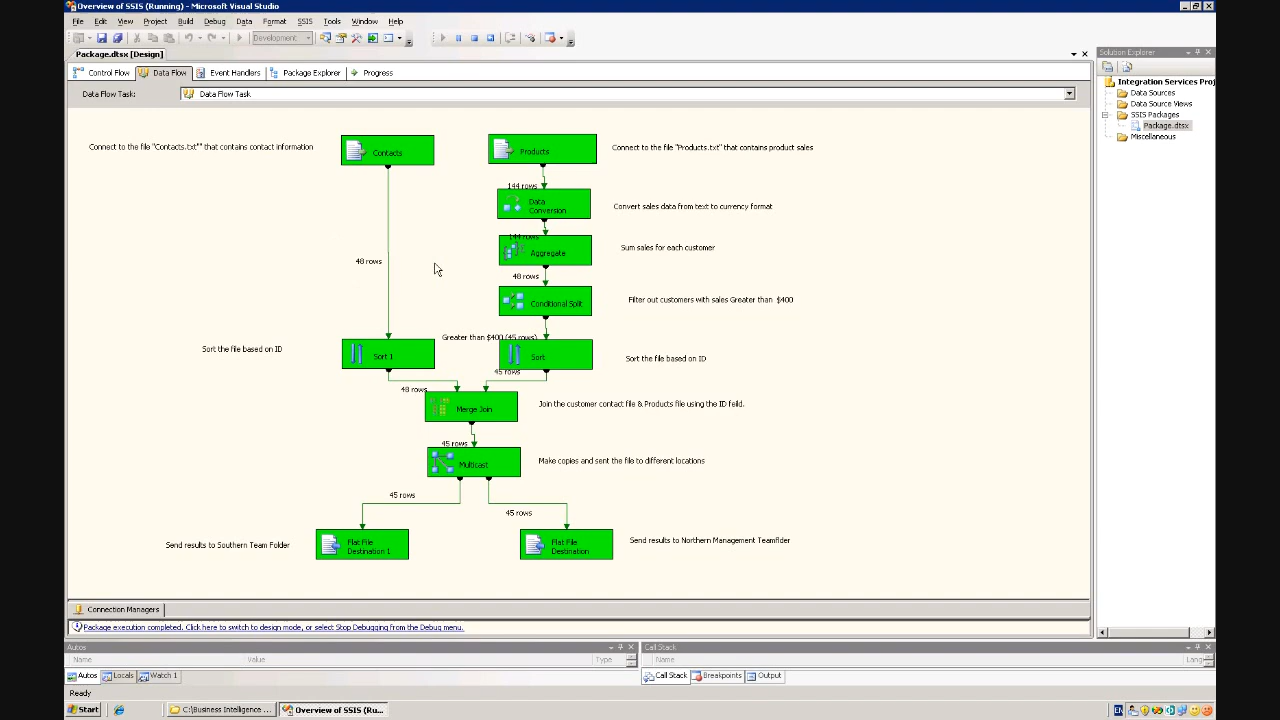 Overview of SSIS (Running) - Microsoft Visual Studio
File Edit View Project Build Debug Data Format SSIS Tools Window Help
Development
Package.dtsx [Design]
Solution Explorer
Control Flow Data Flow Event Handlers Package Explorer Progress
Data Flow Task: Data Flow Task
Integration Services Proj
Data Sources
Data Source Views
SSIS Packages
Package.dtsx
Miscellaneous
Connect to the file "Contacts.txt"" that contains contact information
Contacts
Products
Connect to the file "Products.txt" that contains product sales
144 rows
Data
Conversion
Convert sales data from text to currency format
144 rows
Aggregate
Sum sales for each customer
48 rows
48 rows
Conditional Split
Filter out customers with sales Greater than $400
Greater than $400 (45 rows)
Sort the file based on ID
Sort 1
Sort
Sort the file based on ID
45 rows
48 rows
Merge Join
Join the customer contact file & Products file using the ID feild.
45 rows
Multicast
Make copies and sent the file to different locations
45 rows
45 rows
Send results to Southern Team Folder
Flat File
Destination 1
Flat File
Destination
Send results to Northern Management Teamflder
Connection Managers
Package execution completed. Click here to switch to design mode, or select Stop Debugging from the Debug menu.
Autos
Call Stack
Name Value Type
Name Lang
Autos Locals Watch 1
Call Stack Breakpoints Output
Ready
Start
C:\Business Intelligence ...
Overview of SSIS (Ru...
EN